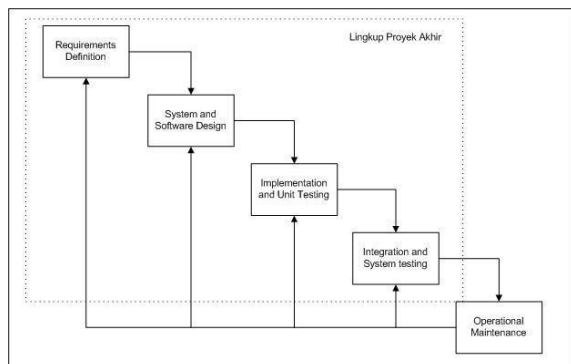 Lingkup Proyek Akhir
Requirements
Definition
System and
Software Design
Implementation
and Unit Testing
Integration and
System testing
Operational
Maintenance